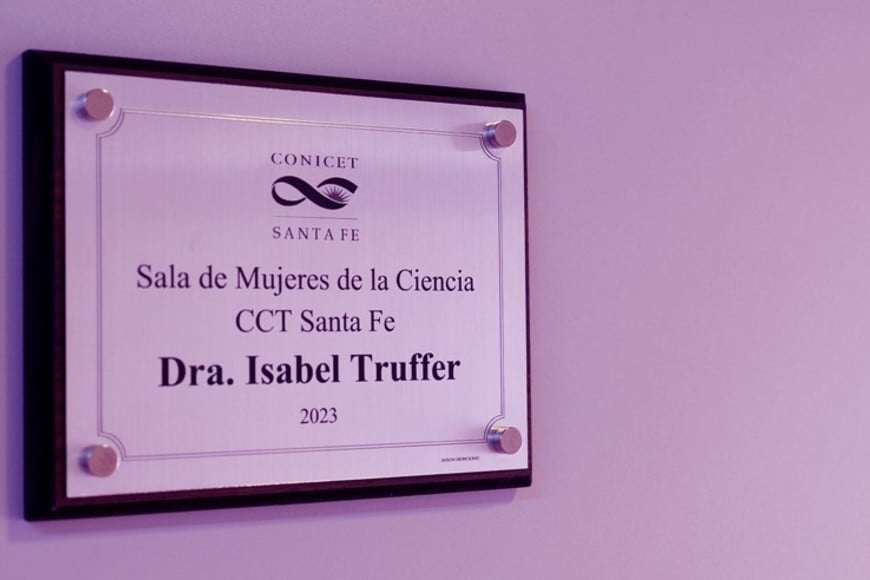 CONICET
SANTA FE
Sala de Mujeres de la Ciencia
CCT Santa Fe
Dra. Isabel Truffer
2023